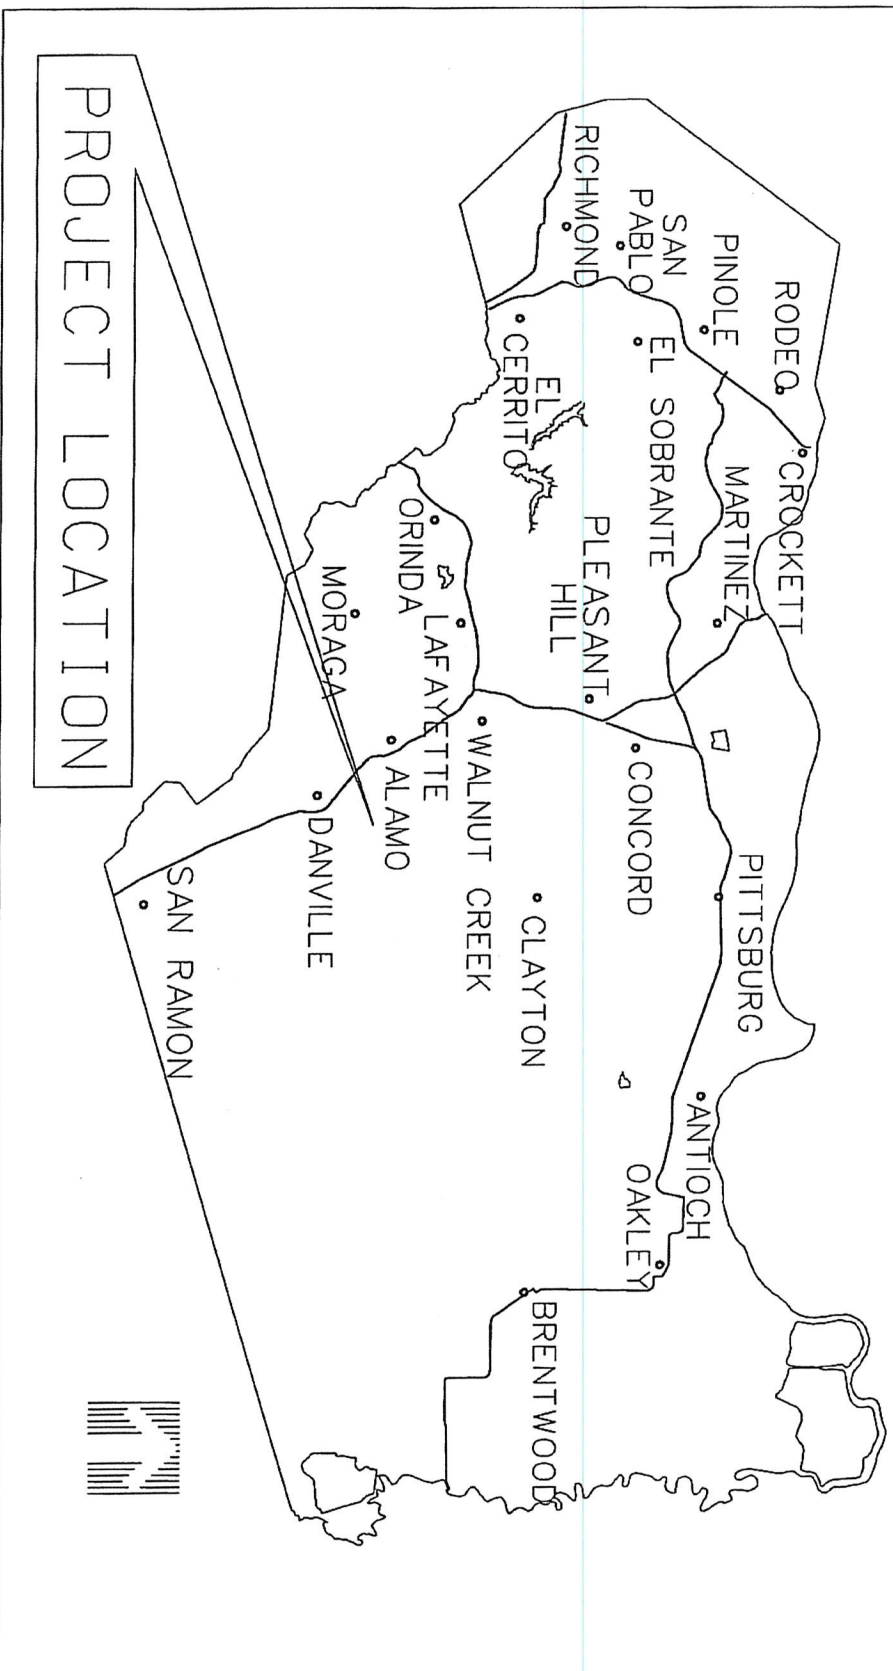 RODEO
CROCKETT
PINOLE
MARTINEZ
SAN
PABLO
EL SOBRANTE
RICHMOND
EL
CERRITO
PLEASANT
HILL
CONCORD
PITTSBURG
ANTIOCH
OAKLEY
BRENTWOOD
CLAYTON
WALNUT CREEK
LAFAYETTE
ORINDA
MORAGA
ALAMO
DANVILLE
SAN RAMON
PROJECT LOCATION